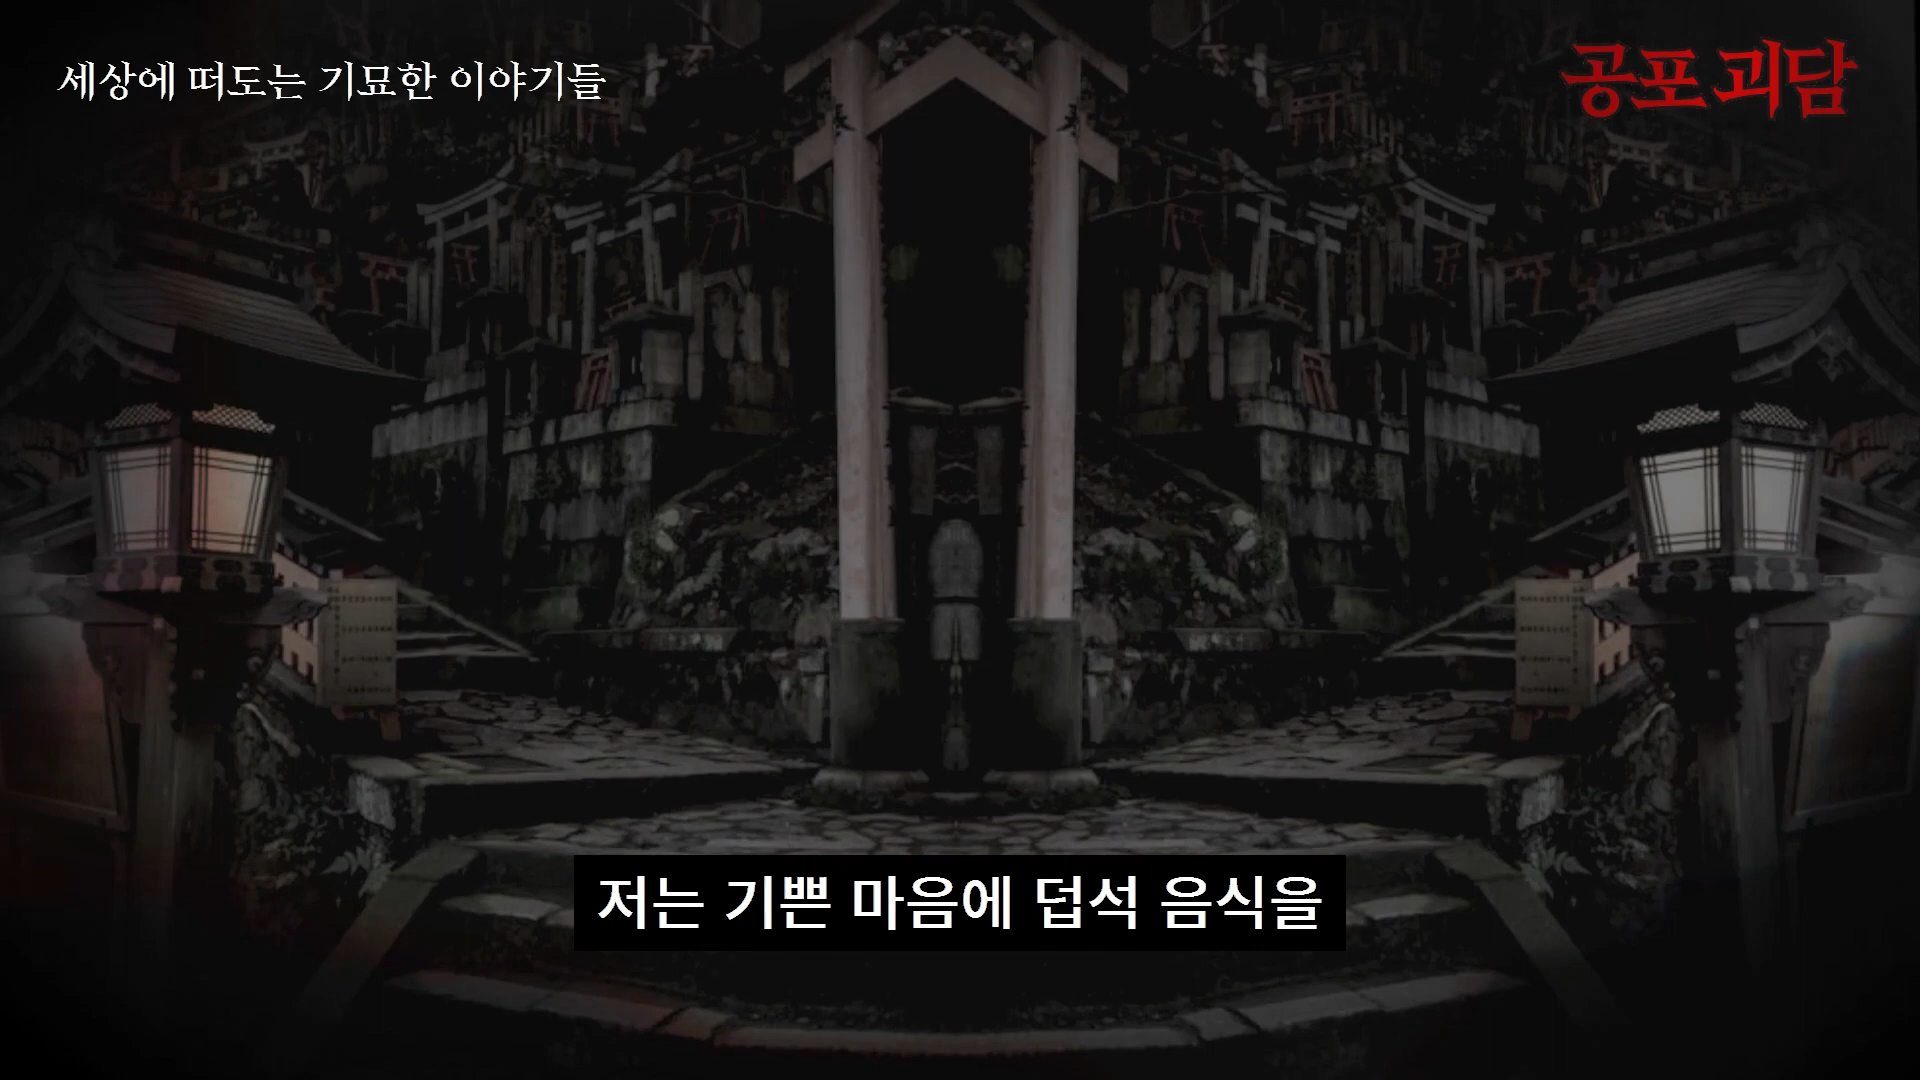 세상에 떠도는 기묘한 이야기들
공포 괴담
저는 기쁜 마음에 덥석 음식을